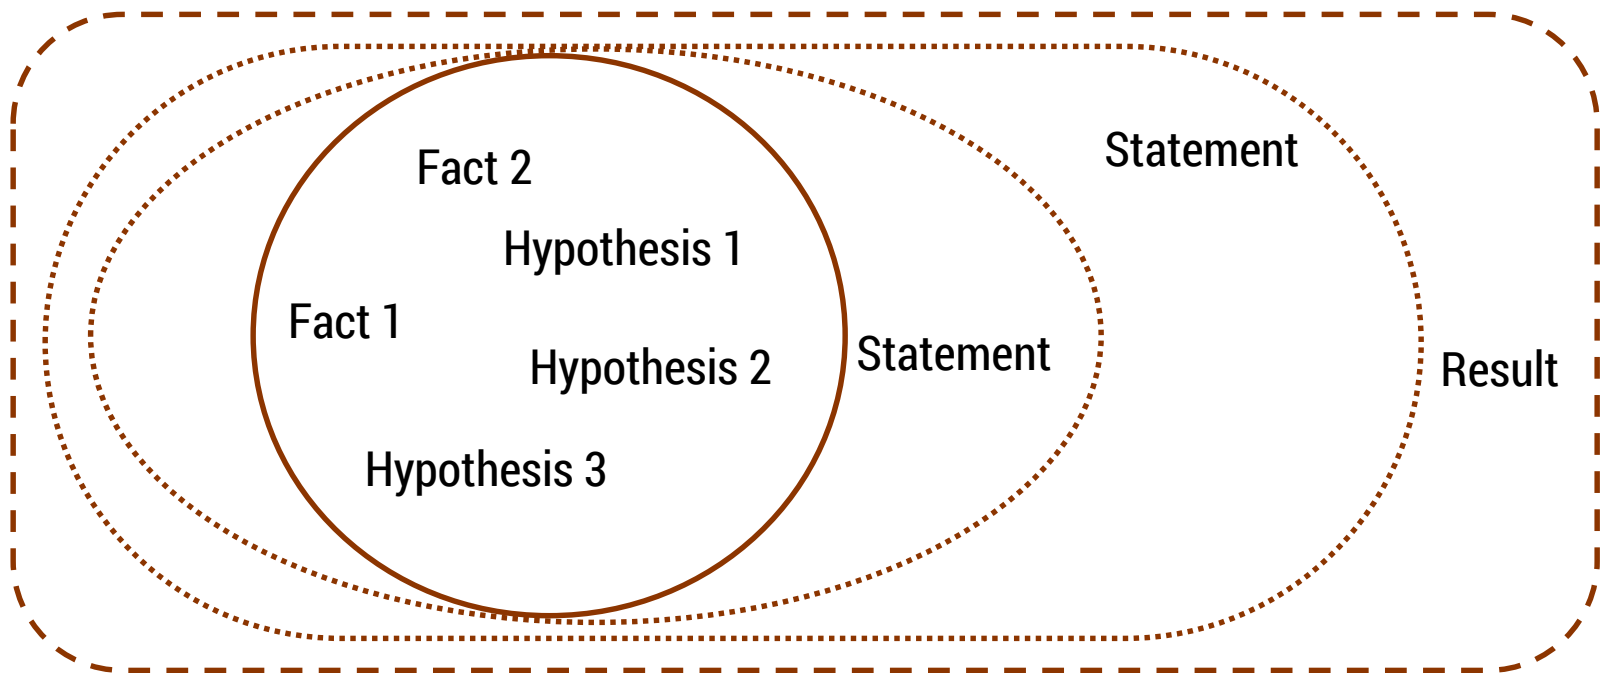 Statement
Fact 2
Hypothesis 1
Fact 1
Statement
Hypothesis 2
Result
Hypothesis 3